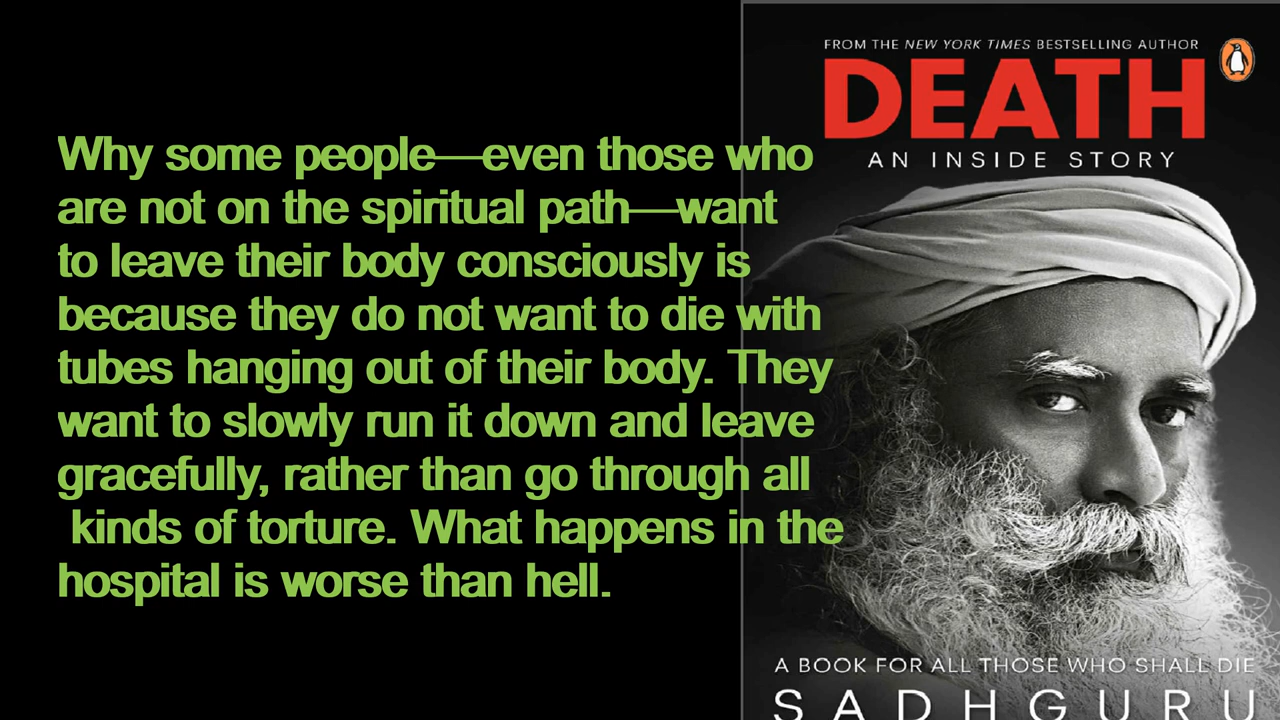 Why some people—even those who
are not on the spiritual path—want
to leave their body consciously is
because they do not want to die with
tubes hanging out of their body. They
want to slowly run it down and leave
gracefully, rather than go through all
kinds of torture. What happens in the
hospital is worse than hell.
FROM THE NEW YORK TIMES BESTSELLING AUTHOR
DEATH
AN INSIDE STORY
A BOOK FOR ALL THOSE WHO SHALL DIE
SADHGURU